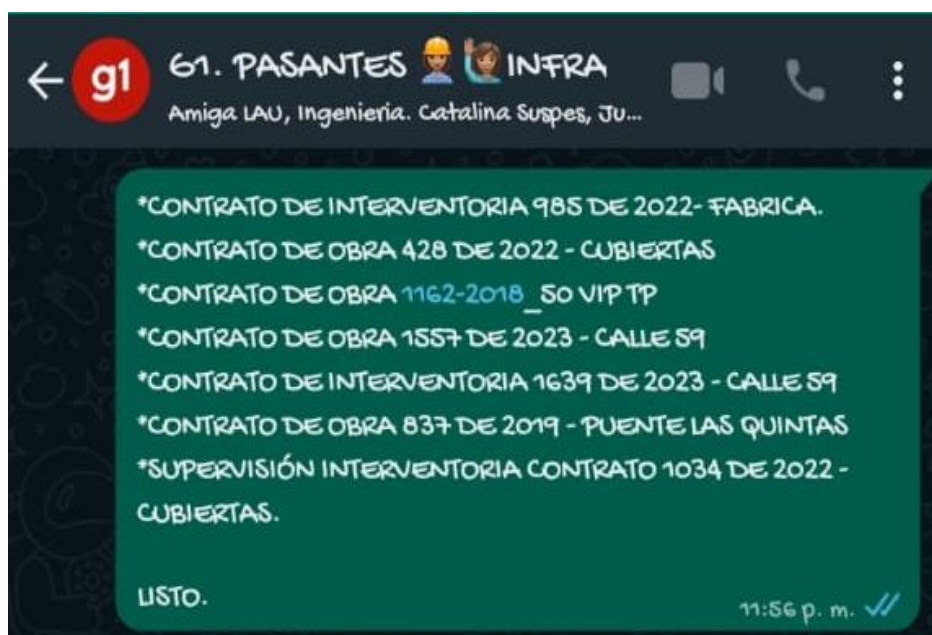 g1
61. PASANTES 👷🏽‍♀️🙋🏽‍♀️ INFRA
Amiga LAU, Ingeniería. Catalina Suspes, Ju...
*CONTRATO DE INTERVENTORIA 985 DE 2022- FABRICA.
*CONTRATO DE OBRA 428 DE 2022 - CUBIERTAS
*CONTRATO DE OBRA 1162-2018_50 VIP TP
*CONTRATO DE OBRA 1557 DE 2023 - CALLE 59
*CONTRATO DE INTERVENTORIA 1639 DE 2023 - CALLE 59
*CONTRATO DE OBRA 837 DE 2019 - PUENTE LAS QUINTAS
*SUPERVISIÓN INTERVENTORIA CONTRATO 1034 DE 2022 -
CUBIERTAS.
LISTO.
11:56 p. m.